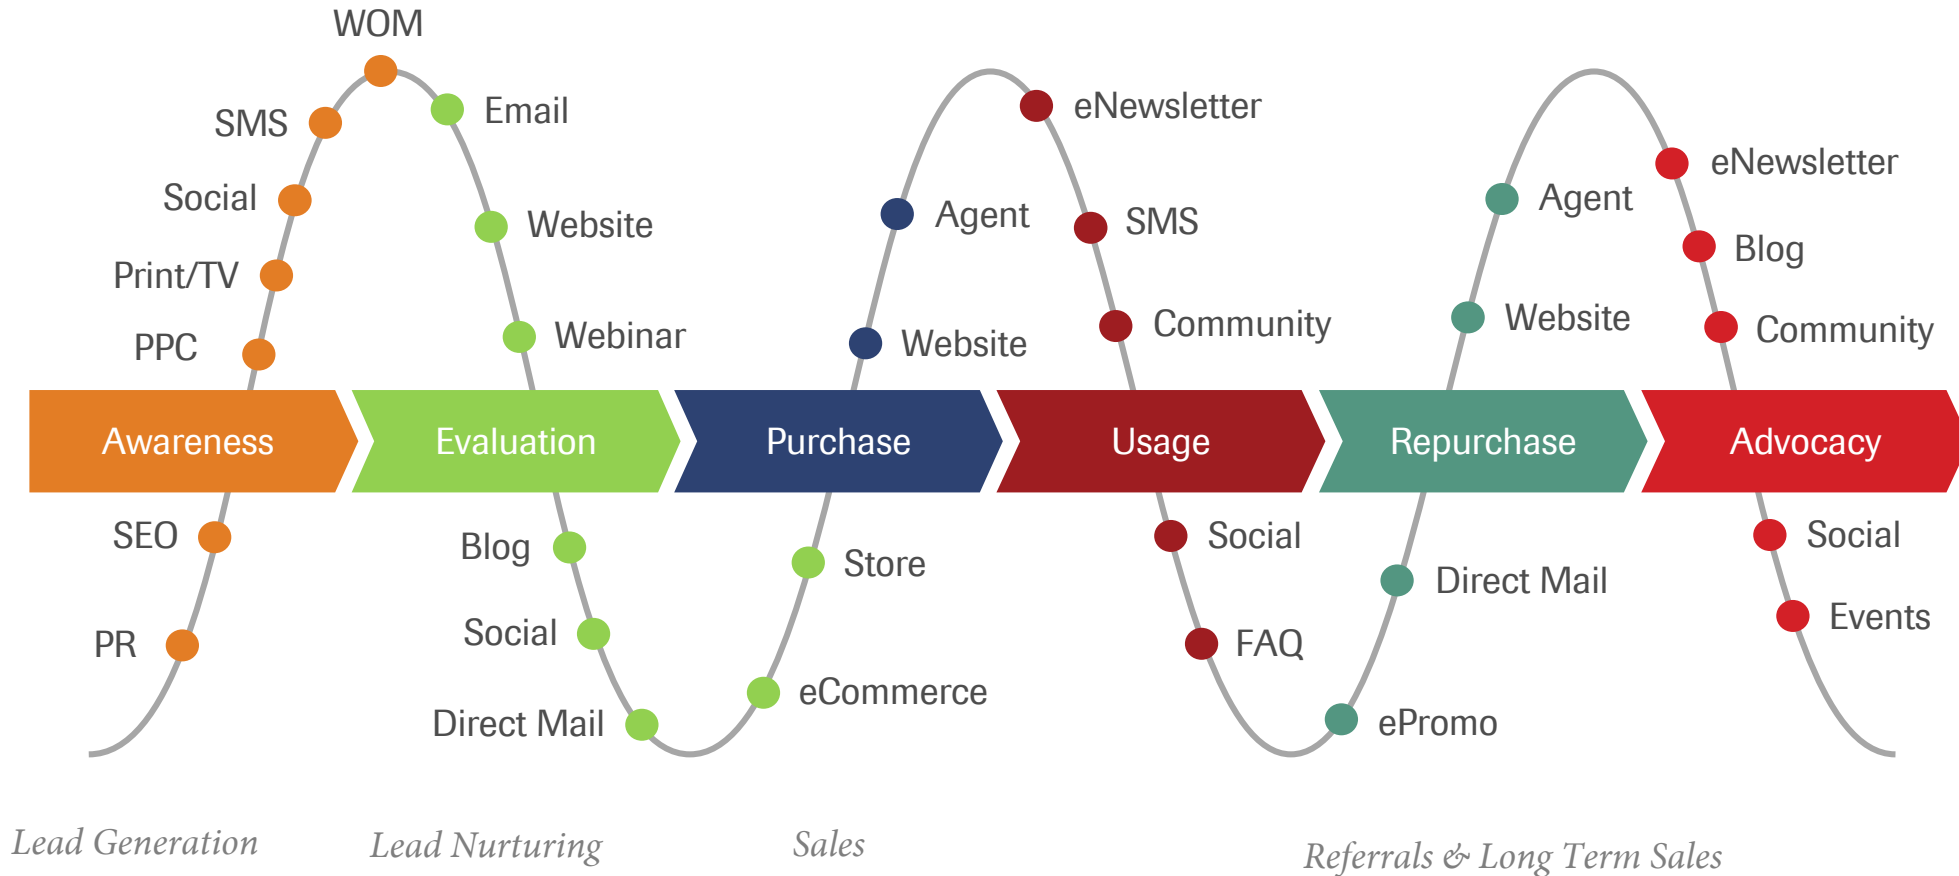 WOM
SMS
Email
Social
Website
Print/TV
Webinar
PPC
Agent
Website
eNewsletter
SMS
Community
Agent
Website
eNewsletter
Blog
Community
Awareness
Evaluation
Purchase
Usage
Repurchase
Advocacy
SEO
PR
Blog
Social
Direct Mail
Store
eCommerce
Social
FAQ
Direct Mail
ePromo
Social
Events
Lead Generation
Lead Nurturing
Sales
Referrals & Long Term Sales